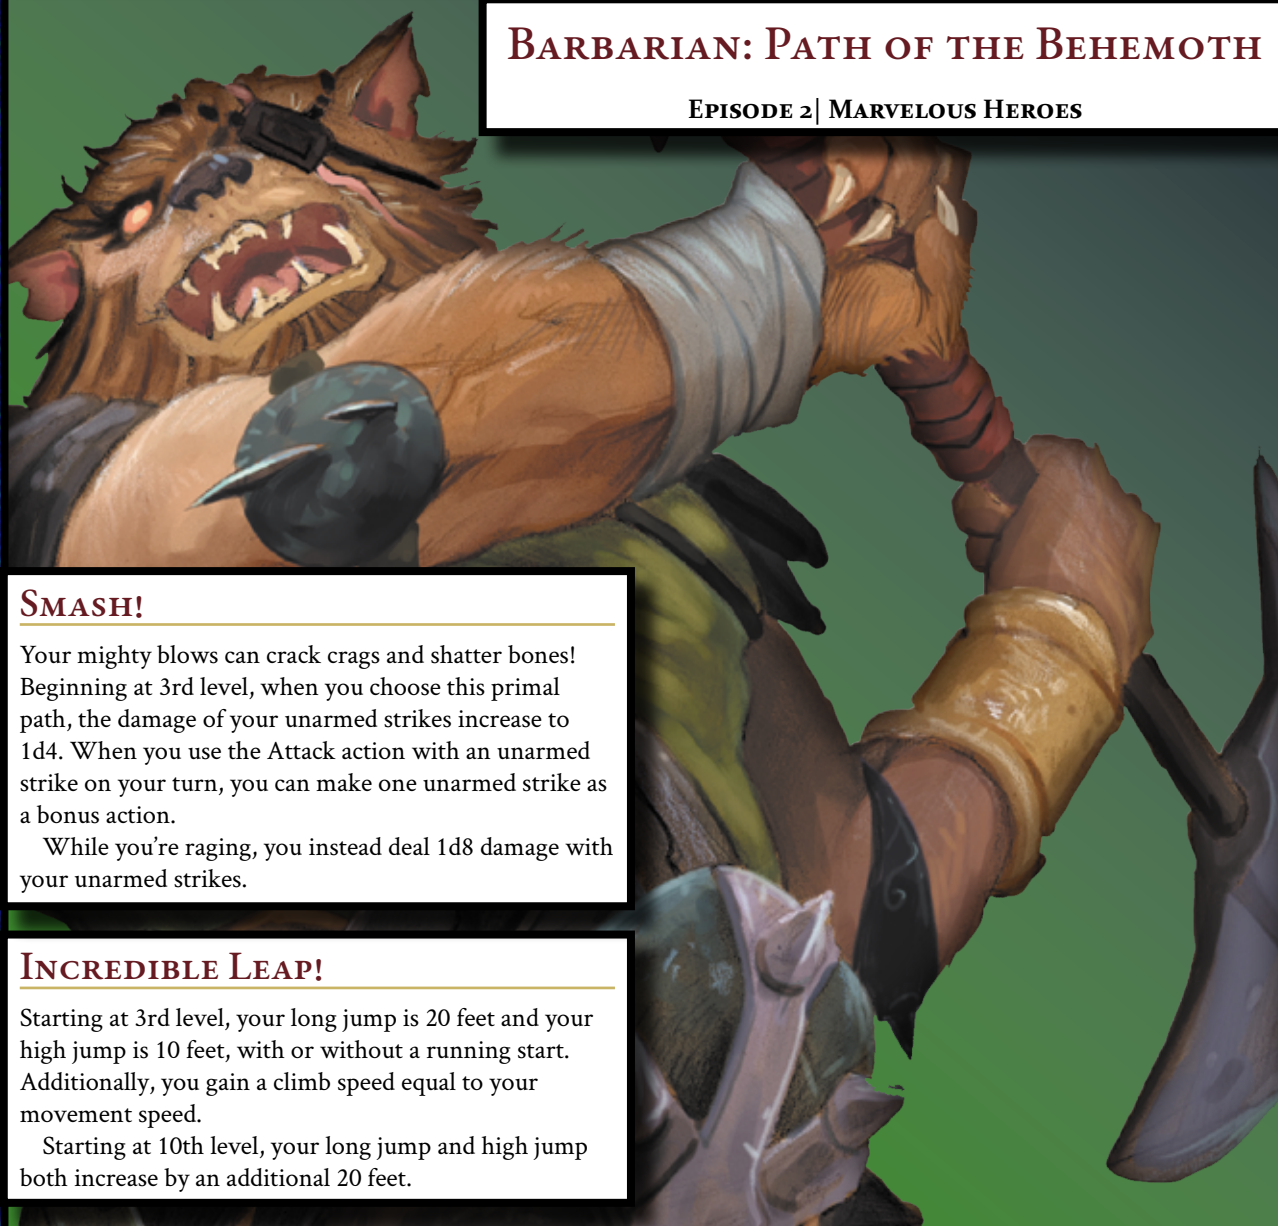 Barbarian: Path of the Behemoth
Episode 2| Marvelous Heroes
Smash!
Your mighty blows can crack crags and shatter bones!
Beginning at 3rd level, when you choose this primal
path, the damage of your unarmed strikes increase to
1d4. When you use the Attack action with an unarmed
strike on your turn, you can make one unarmed strike as
a bonus action.
While you’re raging, you instead deal 1d8 damage with
your unarmed strikes.
Incredible Leap!
Starting at 3rd level, your long jump is 20 feet and your
high jump is 10 feet, with or without a running start.
Additionally, you gain a climb speed equal to your
movement speed.
Starting at 10th level, your long jump and high jump
both increase by an additional 20 feet.